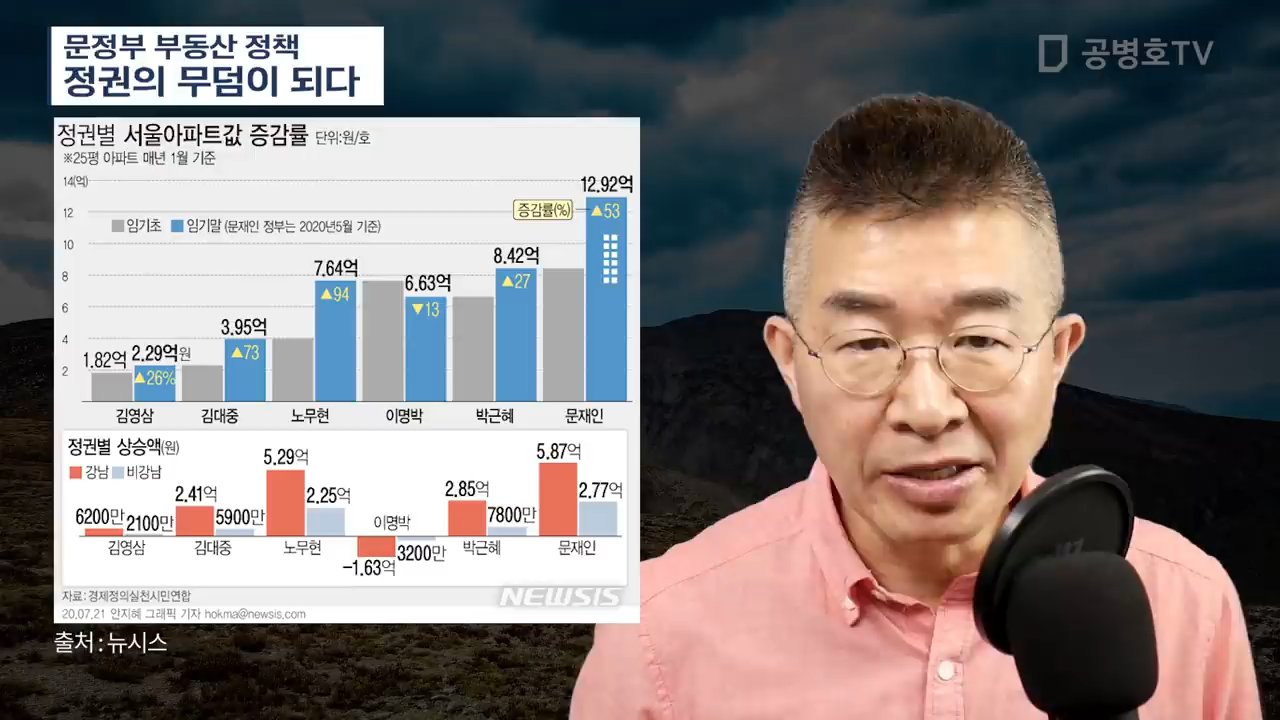 문정부 부동산 정책
정권의 무덤이 되다
공병호TV
정권별 서울아파트값 증감률 단위:원/호
※25평 아파트 매년 1월 기준
14(억)
12
10
8
6
4
2
임기초 임기말 (문재인 정부는 2020년5월 기준)
증감률(%)
1.82억 2.29억원
▲26%
3.95억
▲73
7.64억
▲94
6.63억
▼13
8.42억
▲27
12.92억
▲53
김영삼 김대중 노무현 이명박 박근혜 문재인
정권별 상승액(원)
강남 비강남
6200만 2100만
2.41억 5900만
5.29억 2.25억
-1.63억 3200만
2.85억 7800만
5.87억 2.77억
김영삼 김대중 노무현 이명박 박근혜 문재인
자료: 경제정의실천시민연합
NEWSIS
20.07.21 안지혜 그래픽 기자 hokma@newsis.com
출처 : 뉴시스